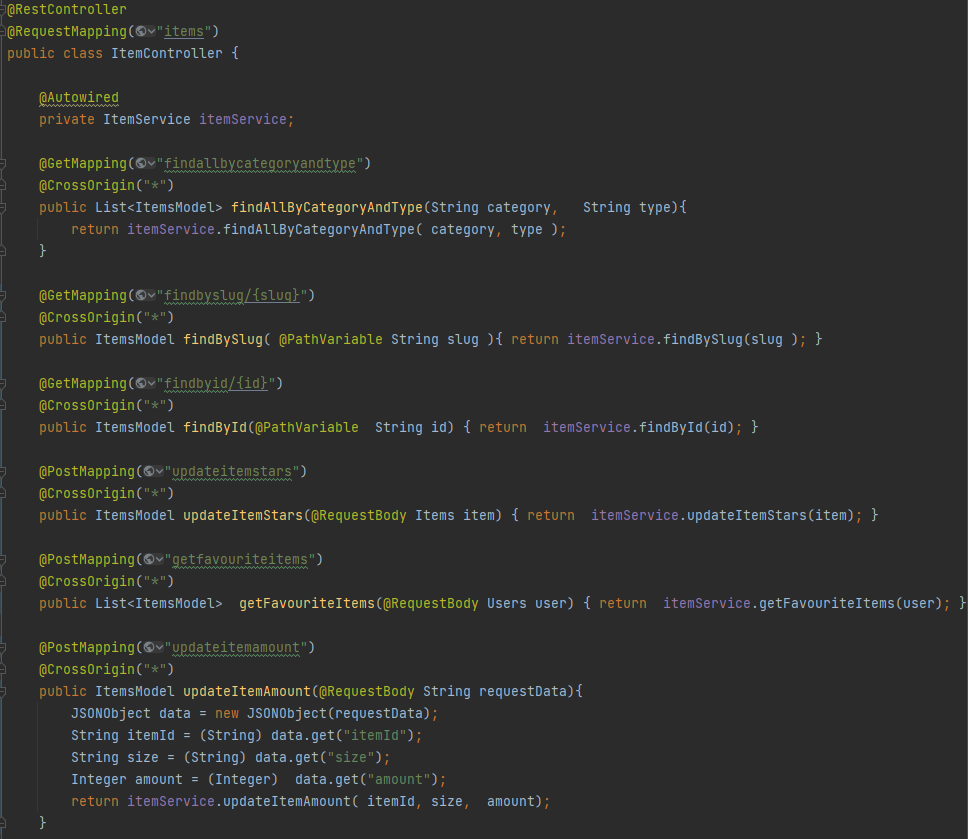 @RestController
@RequestMapping("items")
public class ItemController {
@Autowired
private ItemService itemService;
@GetMapping("findallbycategoryandtype")
@CrossOrigin("*")
public List<ItemsModel> findAllByCategoryAndType(String category,   String type){
return itemService.findAllByCategoryAndType( category, type );
}
@GetMapping("findbyslug/{slug}")
@CrossOrigin("*")
public ItemsModel findBySlug( @PathVariable String slug ){ return itemService.findBySlug(slug ); }
@GetMapping("findbyid/{id}")
@CrossOrigin("*")
public ItemsModel findById(@PathVariable  String id) { return  itemService.findById(id); }
@PostMapping("updateitemstars")
@CrossOrigin("*")
public ItemsModel updateItemStars(@RequestBody Items item) { return  itemService.updateItemStars(item); }
@PostMapping("getfavouriteitems")
@CrossOrigin("*")
public List<ItemsModel>  getFavouriteItems(@RequestBody Users user) { return  itemService.getFavouriteItems(user); }
@PostMapping("updateitemamount")
@CrossOrigin("*")
public ItemsModel updateItemAmount(@RequestBody String requestData){
JSONObject data = new JSONObject(requestData);
String itemId = (String) data.get("itemId");
String size = (String) data.get("size");
Integer amount = (Integer)  data.get("amount");
return itemService.updateItemAmount( itemId, size,  amount);
}